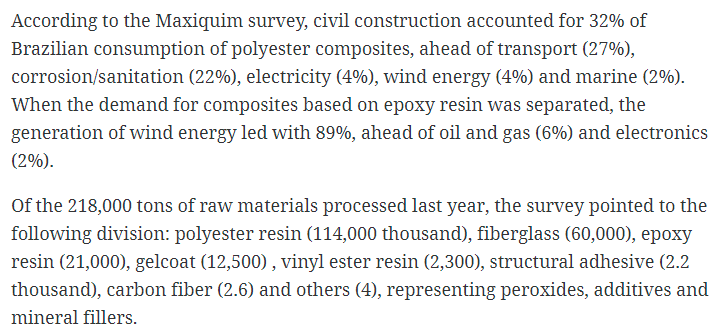 According to the Maxiquim survey, civil construction accounted for 32% of
Brazilian consumption of polyester composites, ahead of transport (27%),
corrosion/sanitation (22%), electricity (4%), wind energy (4%) and marine (2%).
When the demand for composites based on epoxy resin was separated, the
generation of wind energy led with 89%, ahead of oil and gas (6%) and electronics
(2%).
Of the 218,000 tons of raw materials processed last year, the survey pointed to the
following division: polyester resin (114,000 thousand), fiberglass (60,000), epoxy
resin (21,000), gelcoat (12,500) , vinyl ester resin (2,300), structural adhesive (2.2
thousand), carbon fiber (2.6) and others (4), representing peroxides, additives and
mineral fillers.